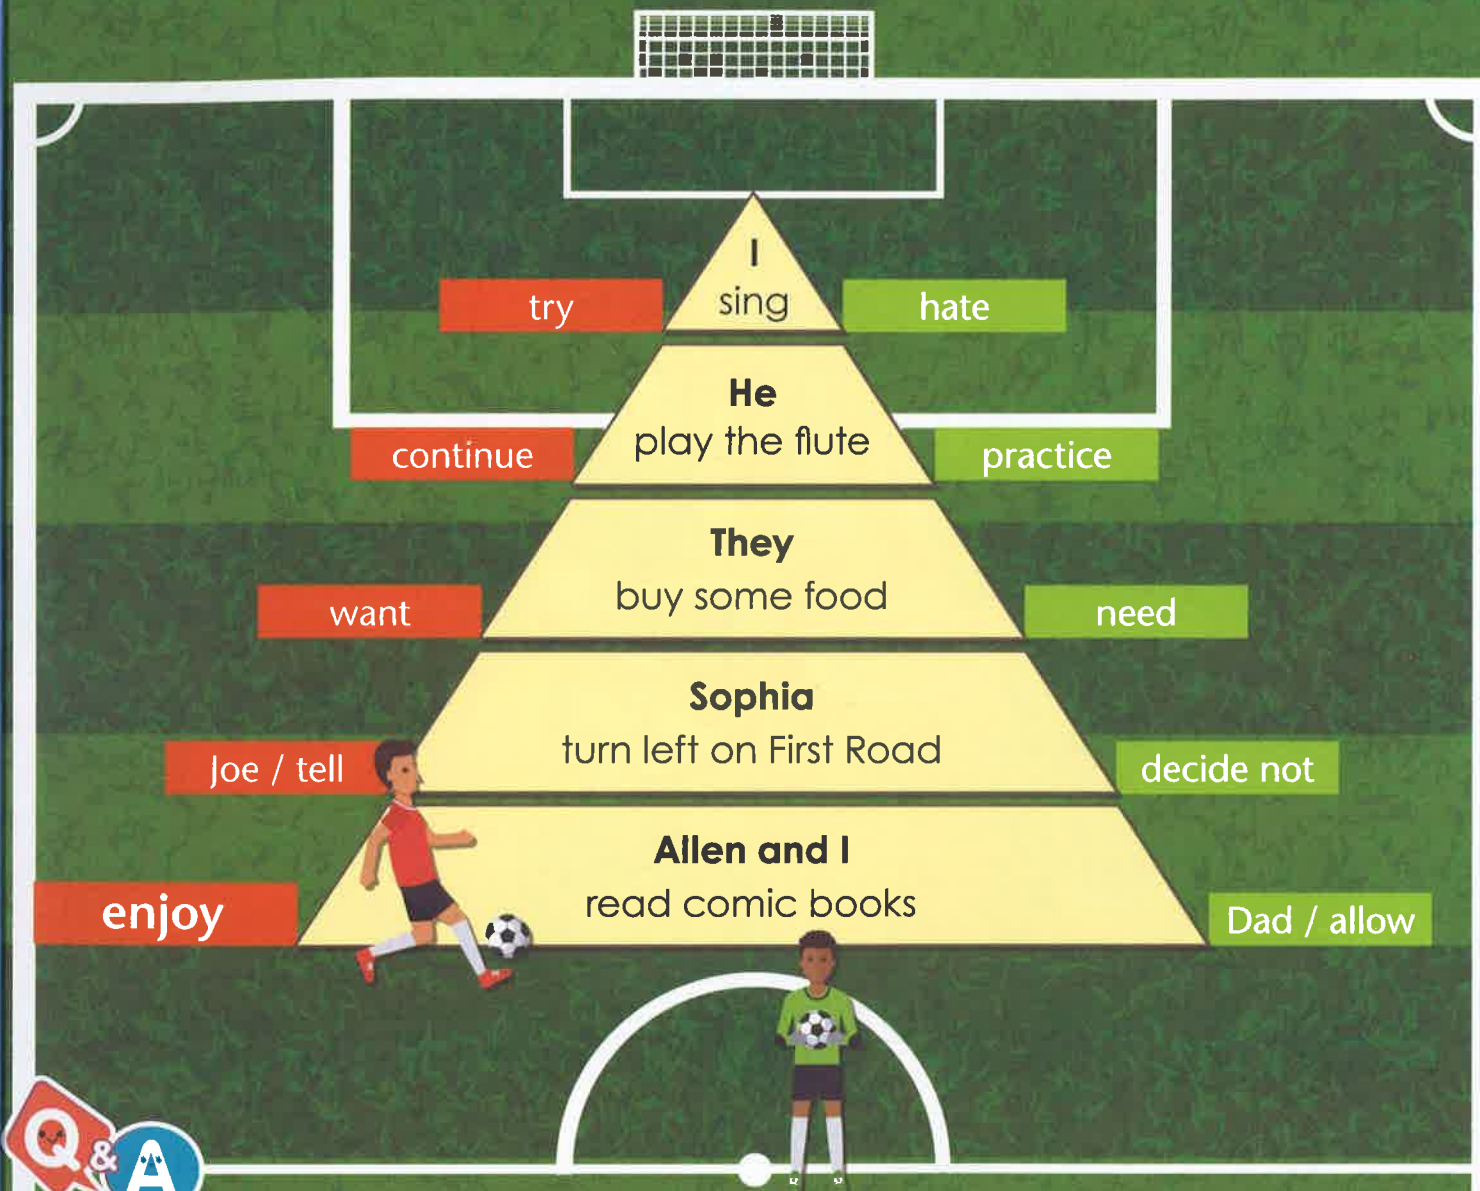 I
sing
try
hate
He
play the flute
continue
practice
They
buy some food
want
need
Sophia
turn left on First Road
Joe / tell
decide not
Allen and I
read comic books
enjoy
Dad / allow
Q & A